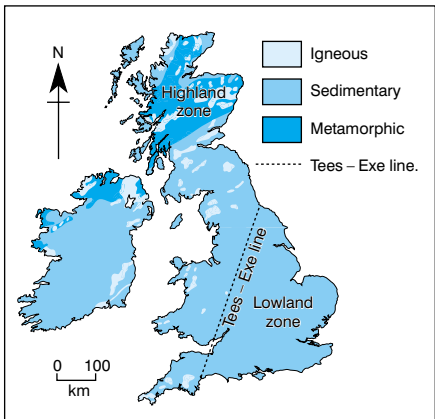 N
Highland
zone
Igneous
Sedimentary
Metamorphic
Tees – Exe line.
Tees – Exe line
Lowland
zone
0 100
km